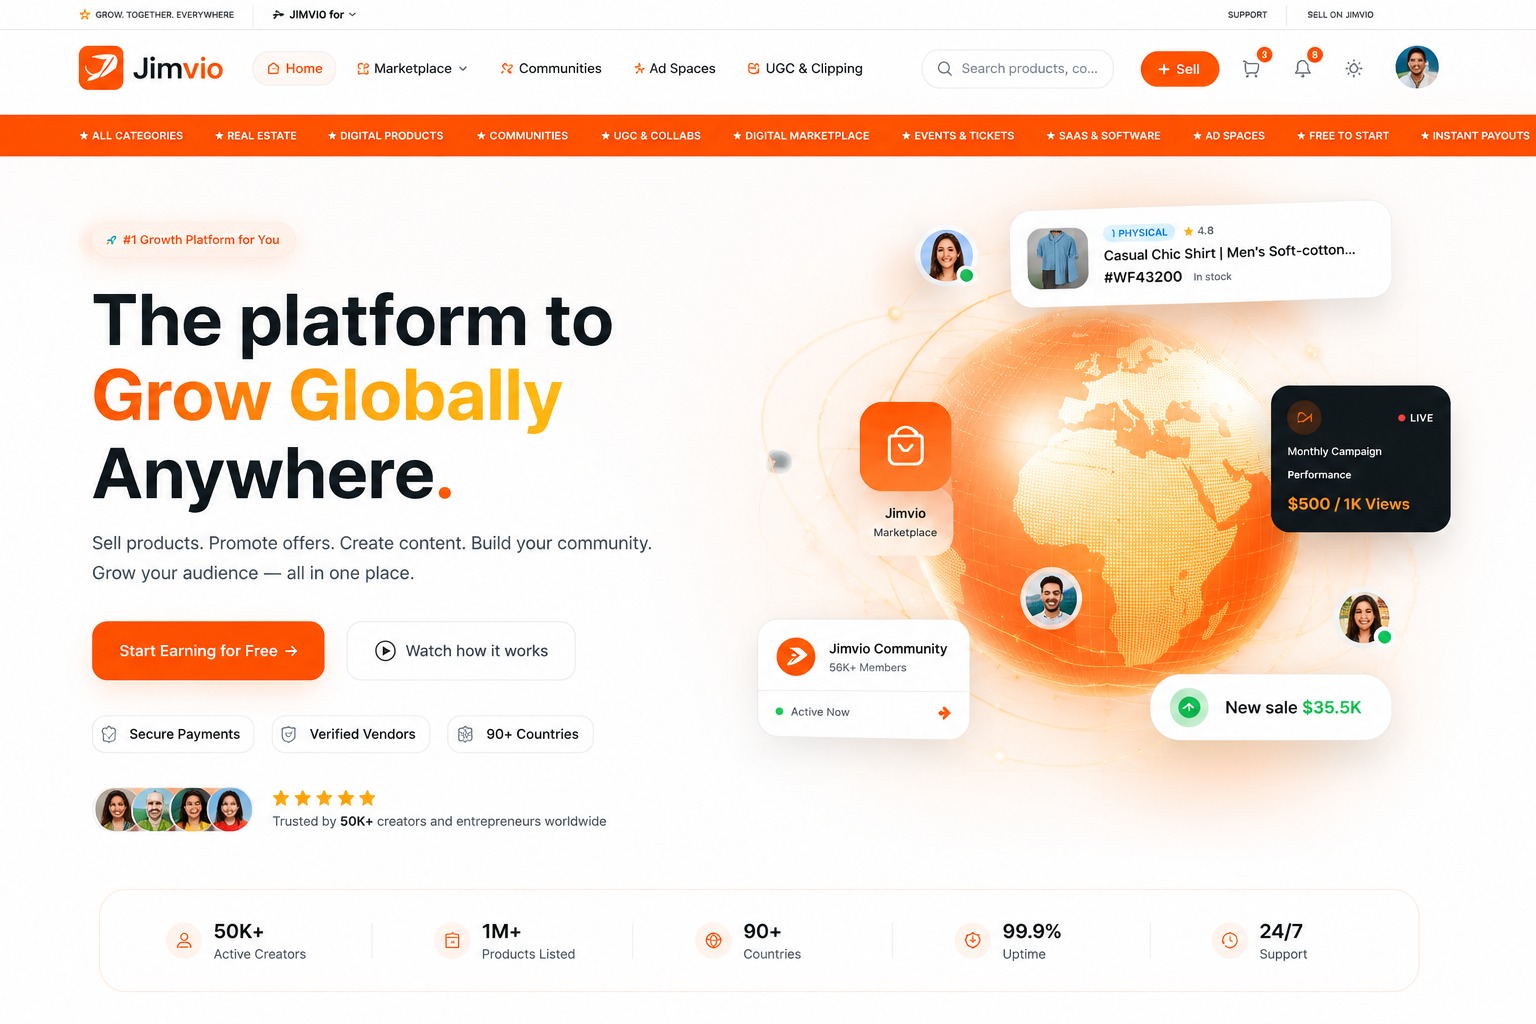 GROW. TOGETHER. EVERYWHERE
JIMVIO for
SUPPORT
SELL ON JIMVIO
Jimvio
Home
Marketplace
Communities
Ad Spaces
UGC & Clipping
Search products, co...
+ Sell
3
8
★ ALL CATEGORIES
★ REAL ESTATE
★ DIGITAL PRODUCTS
★ COMMUNITIES
★ UGC & COLLABS
★ DIGITAL MARKETPLACE
★ EVENTS & TICKETS
★ SAAS & SOFTWARE
★ AD SPACES
★ FREE TO START
★ INSTANT PAYOUTS
#1 Growth Platform for You
The platform to
Grow Globally
Anywhere.
Sell products. Promote offers. Create content. Build your community.
Grow your audience — all in one place.
Start Earning for Free →
Watch how it works
Secure Payments
Verified Vendors
90+ Countries
Trusted by 50K+ creators and entrepreneurs worldwide
PHYSICAL
★ 4.8
Casual Chic Shirt | Men's Soft-cotton...
#WF43200 In stock
Jimvio
Marketplace
LIVE
Monthly Campaign
Performance
$500 / 1K Views
Jimvio Community
56K+ Members
Active Now
New sale $35.5K
50K+
Active Creators
1M+
Products Listed
90+
Countries
99.9%
Uptime
24/7
Support